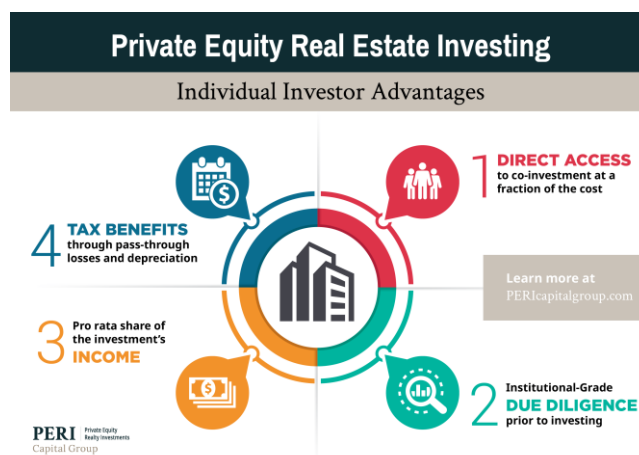 Private Equity Real Estate Investing
Individual Investor Advantages
1 DIRECT ACCESS
to co-investment at a
fraction of the cost
4 TAX BENEFITS
through pass-through
losses and depreciation
Learn more at
PERIcapitalgroup.com
3 Pro rata share of
the investment's
INCOME
2 Institutional-Grade
DUE DILIGENCE
prior to investing
$
$
PERI Private Equity
Realty Investments
Capital Group